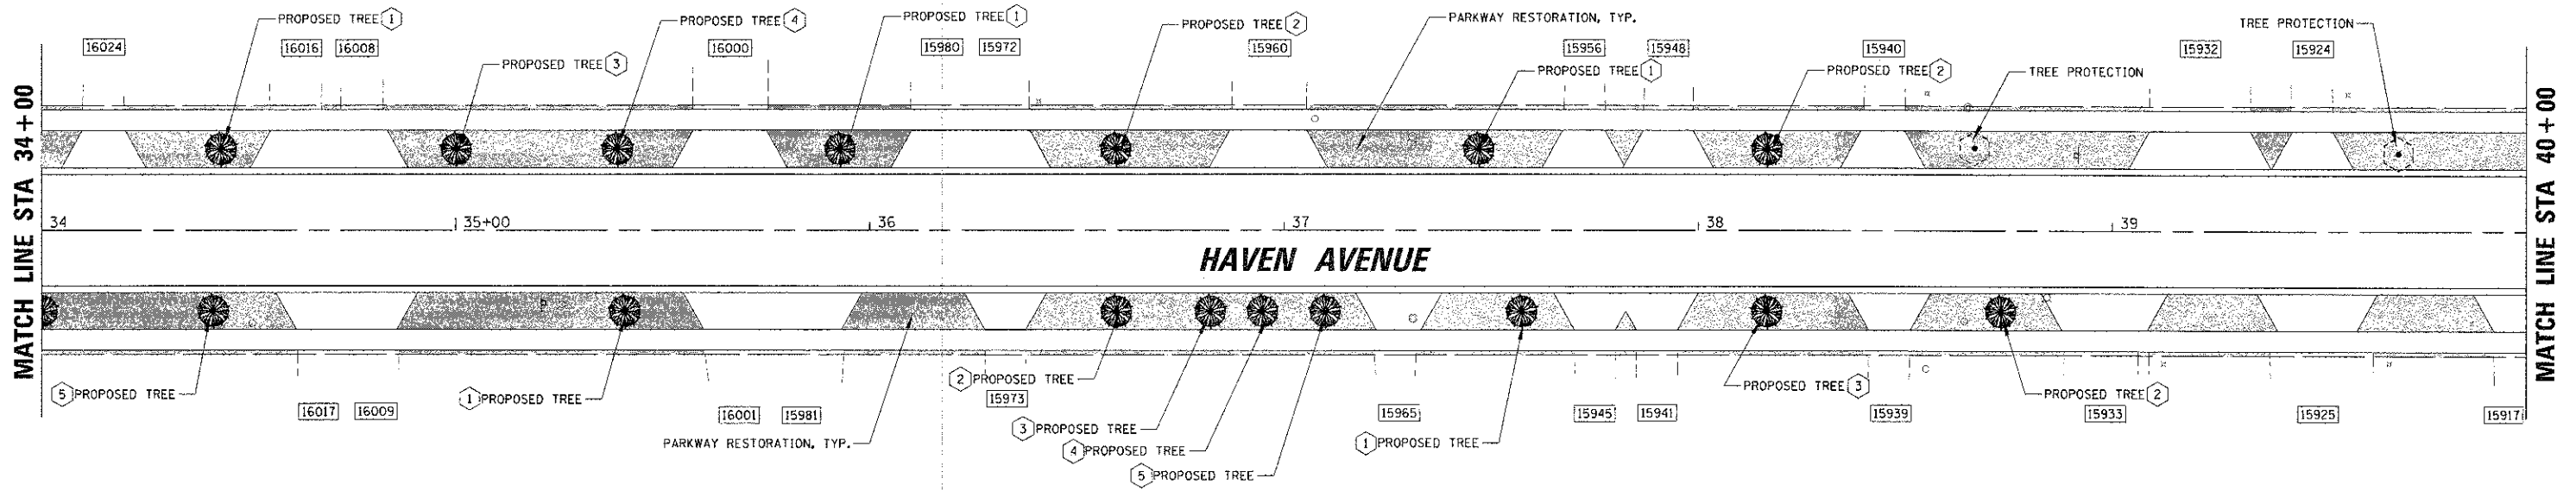 PROPOSED TREE 1
PROPOSED TREE 4
PROPOSED TREE 1
PROPOSED TREE 2
PARKWAY RESTORATION, TYP.
TREE PROTECTION
16024
16016
16008
16000
15980
15972
15960
15956
15948
15940
15932
15924
PROPOSED TREE 3
PROPOSED TREE 1
PROPOSED TREE 2
TREE PROTECTION
MATCH LINE STA 34+00
MATCH LINE STA 40+00
34
35+00
36
37
38
39
HAVEN AVENUE
5 PROPOSED TREE
1 PROPOSED TREE
2 PROPOSED TREE
PROPOSED TREE 3
PROPOSED TREE 2
16017
16009
16001
15981
15973
15965
15945
15941
15939
15933
15925
15917
3 PROPOSED TREE
PARKWAY RESTORATION, TYP.
4 PROPOSED TREE
1 PROPOSED TREE
5 PROPOSED TREE